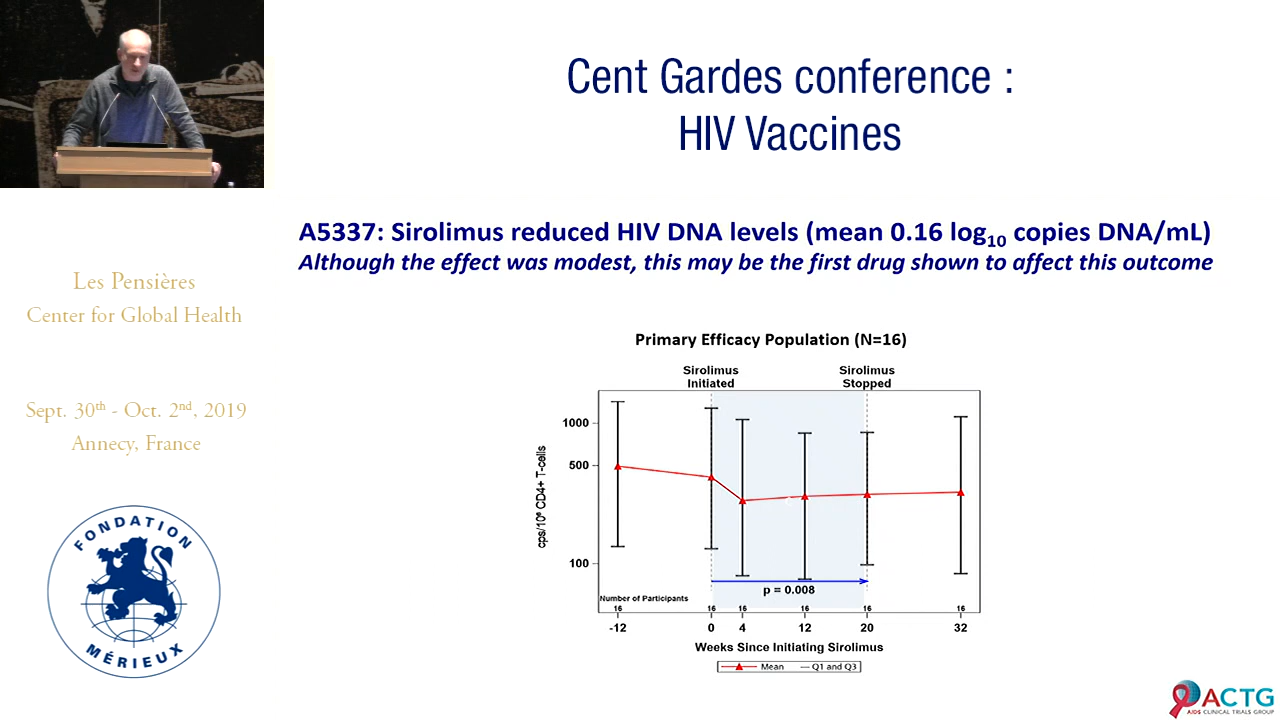 Cent Gardes conference :
HIV Vaccines
Les Pensières
Center for Global Health
Sept. 30th - Oct. 2nd, 2019
Annecy, France
FONDATION
MÉRIEUX
A5337: Sirolimus reduced HIV DNA levels (mean 0.16 log10 copies DNA/mL)
Although the effect was modest, this may be the first drug shown to affect this outcome
Primary Efficacy Population (N=16)
Sirolimus
Initiated
Sirolimus
Stopped
1000
500
100
cps/10⁶ CD4+ T-cells
p = 0.008
Number of Participants
16 16 16 16 16 16
-12 0 4 12 20 32
Weeks Since Initiating Sirolimus
Mean Q1 and Q3
ACTG
AIDS CLINICAL TRIALS GROUP